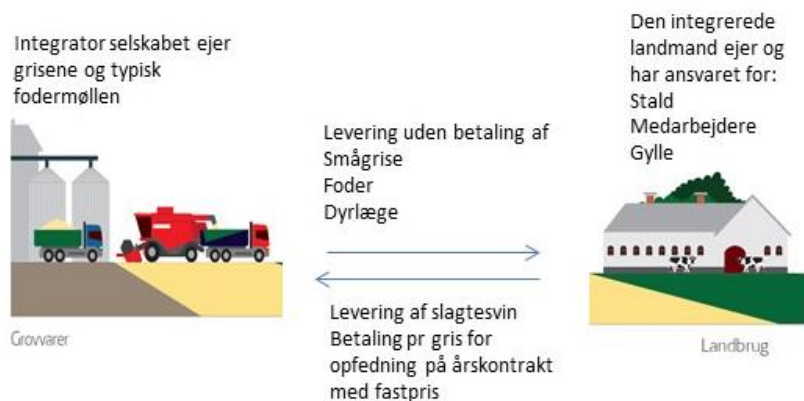 Integrator selskabet ejer
grisene og typisk
fodermøllen
Grovvarer
Levering uden betaling af
Smågrise
Foder
Dyrlæge
Levering af slagtesvin
Betaling pr gris for
opfedning på årskontrakt
med fastpris
Den integrerede
landmand ejer og
har ansvaret for:
Stald
Medarbejdere
Gylle
Landbrug